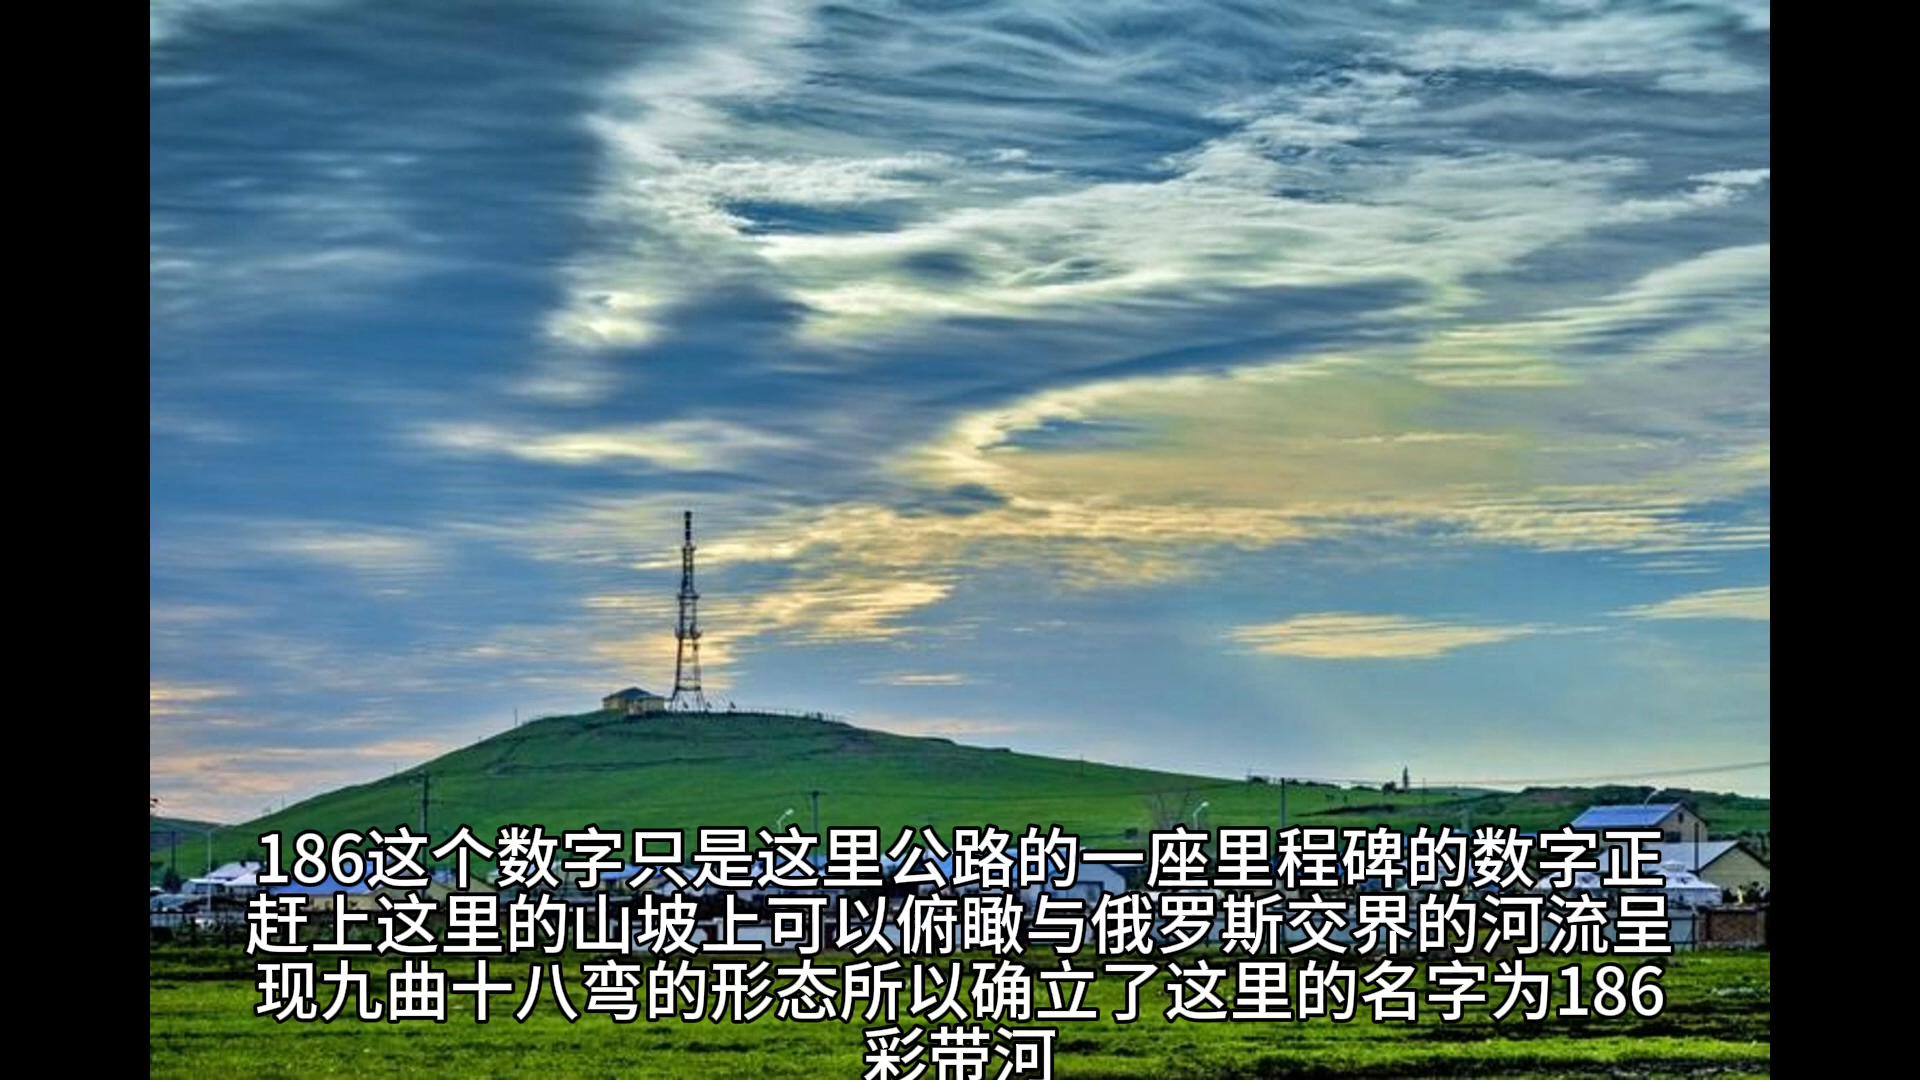 186这个数字只是这里公路的一座里程碑的数字正
赶上这里的山坡上可以俯瞰与俄罗斯交界的河流呈
现九曲十八弯的形态所以确立了这里的名字为186
彩带河